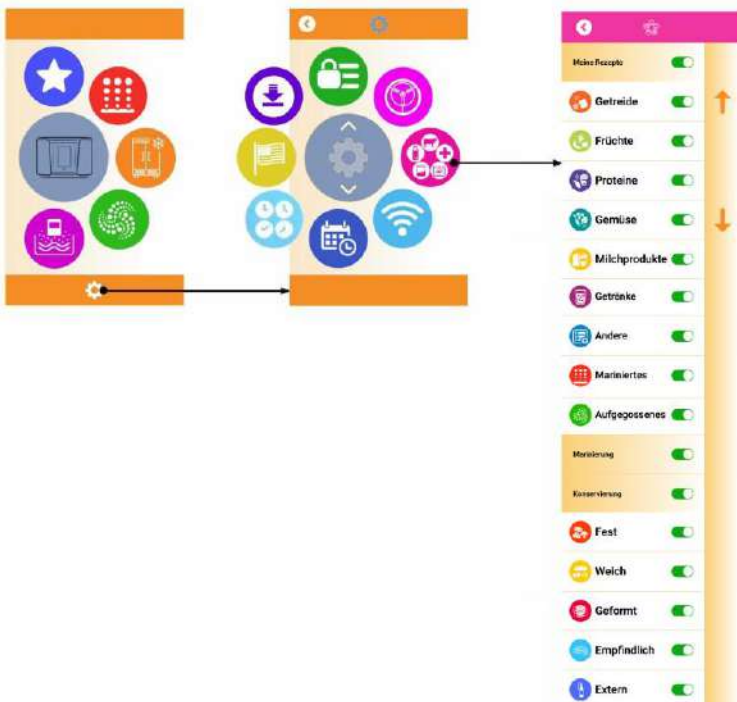 Meine Rezepte
Getreide
Früchte
Proteine
Gemüse
Milchprodukte
Getränke
Andere
Mariniertes
Aufgegossenes
Marinierung
Konservierung
Fest
Weich
Geformt
Empfindlich
Extern